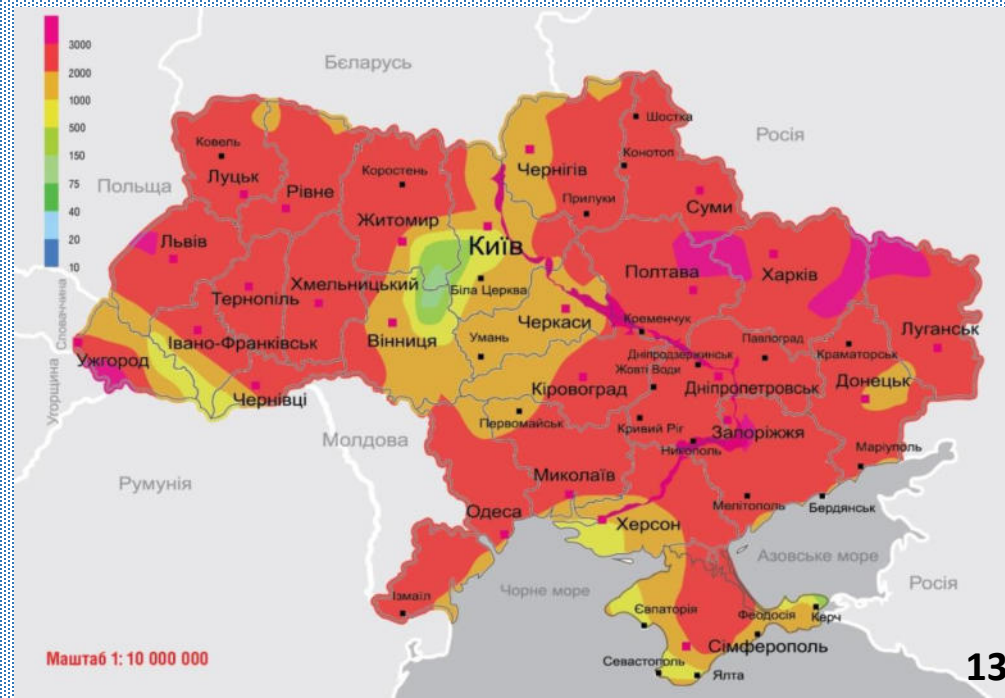 3000
2000
1000
500
150
75
40
20
10
Бєларусь
Росія
Польща
Словаччина
Угорщина
Румунія
Молдова
Ковель
Луцьк
Рівне
Коростень
Житомир
Київ
Чернігів
Шостка
Конотоп
Прилуки
Суми
Львів
Тернопіль
Хмельницький
Біла Церква
Полтава
Харків
Ужгород
Івано-Франківськ
Вінниця
Умань
Черкаси
Кременчук
Луганськ
Чернівці
Кіровоград
Дніпродзержинськ
Жовті Води
Павлоград
Краматорськ
Дніпропетровськ
Донецьк
Первомайськ
Кривий Ріг
Запоріжжя
Никополь
Маріуполь
Миколаїв
Мелітополь
Бердянськ
Одеса
Херсон
Азовське море
Росія
Чорне море
Ізмаїл
Євпаторія
Феодосія
Керч
Сімферополь
Севастополь
Ялта
Маштаб 1: 10 000 000
13